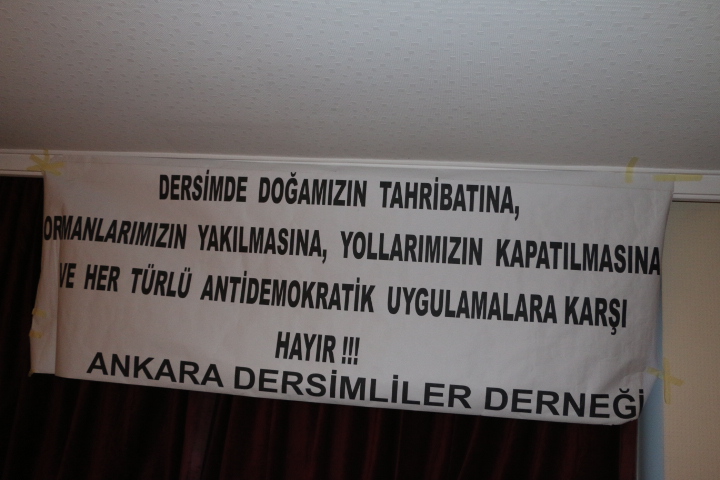 DERSİMDE DOĞAMIZIN TAHRİBATINA,
ORMANLARIMIZIN YAKILMASINA, YOLLARIMIZIN KAPATILMASINA
VE HER TÜRLÜ ANTİDEMOKRATİK UYGULAMALARA KARŞI
HAYIR !!!
ANKARA DERSİMLİLER DERNEĞİ